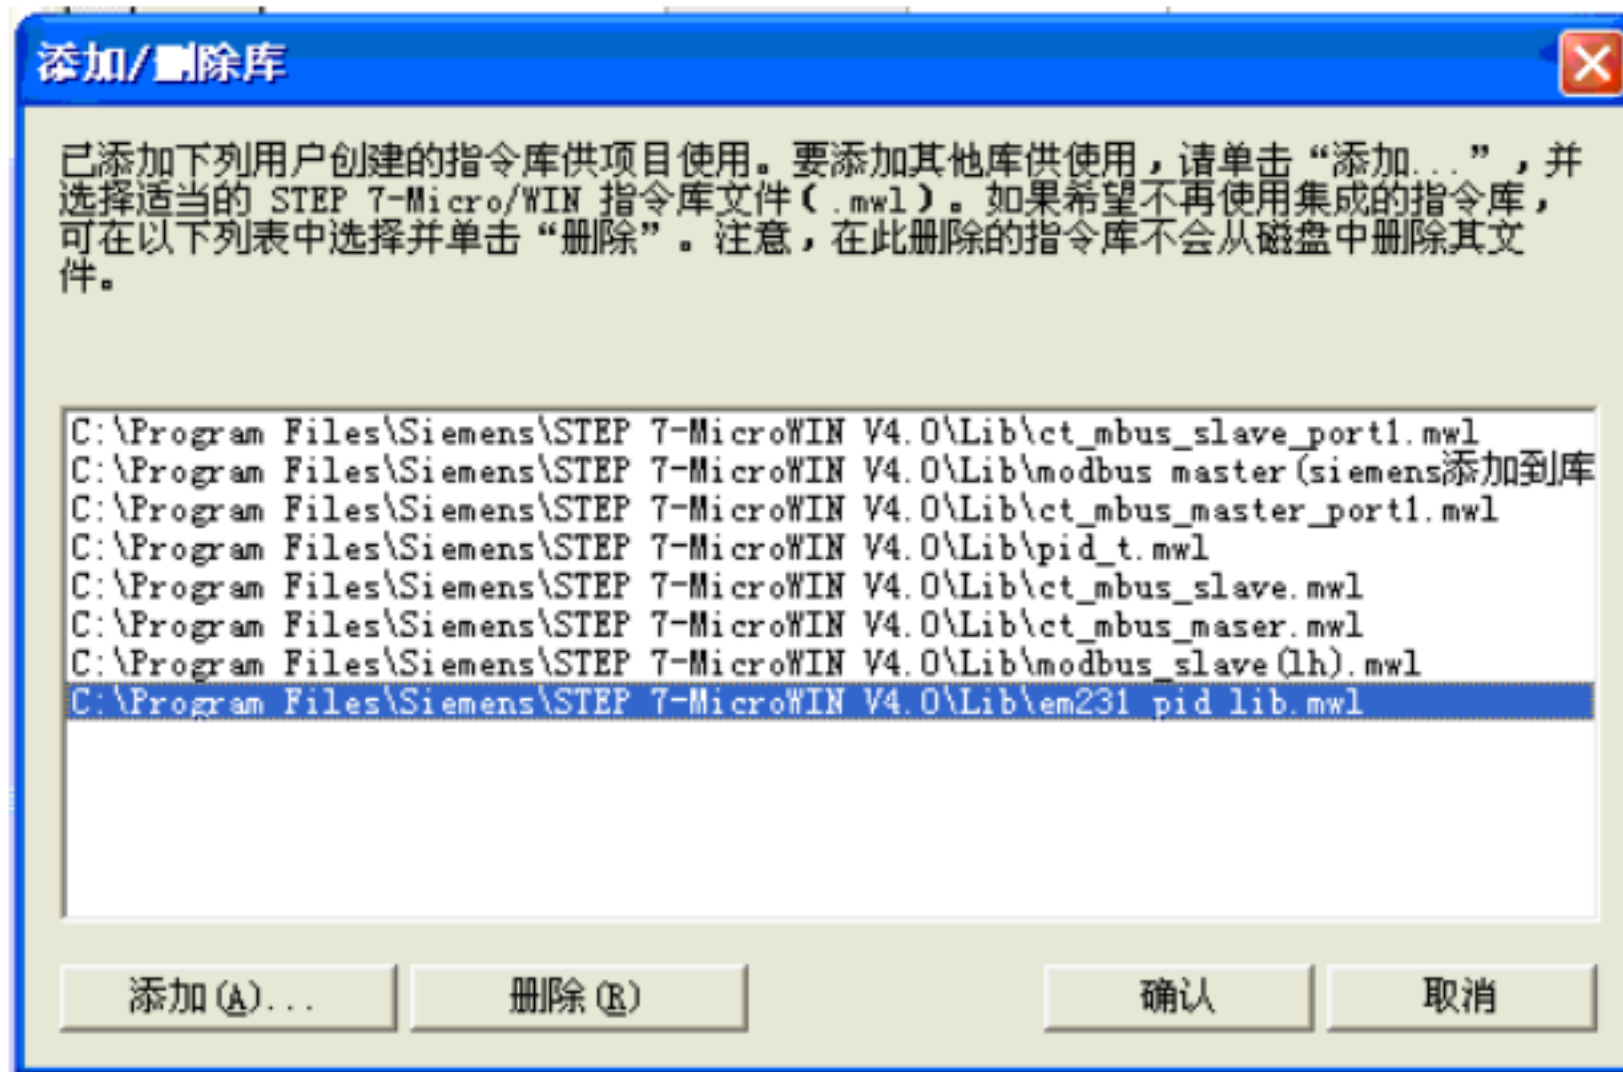 添加/删除库
已添加下列用户创建的指令库供项目使用。要添加其他库供使用,请单击“添加...”,并
选择适当的 STEP 7-Micro/WIN 指令库文件(.mwl)。如果希望不再使用集成的指令库,
可在以下列表中选择并单击“删除”。注意,在此删除的指令库不会从磁盘中删除其文
件。
C:\Program Files\Siemens\STEP 7-MicroWIN V4.0\Lib\ct_mbus_slave_port1.mwl
C:\Program Files\Siemens\STEP 7-MicroWIN V4.0\Lib\modbus master(siemens添加到库
C:\Program Files\Siemens\STEP 7-MicroWIN V4.0\Lib\ct_mbus_master_port1.mwl
C:\Program Files\Siemens\STEP 7-MicroWIN V4.0\Lib\pid_t.mwl
C:\Program Files\Siemens\STEP 7-MicroWIN V4.0\Lib\ct_mbus_slave.mwl
C:\Program Files\Siemens\STEP 7-MicroWIN V4.0\Lib\ct_mbus_maser.mwl
C:\Program Files\Siemens\STEP 7-MicroWIN V4.0\Lib\modbus_slave(lh).mwl
C:\Program Files\Siemens\STEP 7-MicroWIN V4.0\Lib\em231 pid lib.mwl
添加(A)... 删除(R) 确认 取消